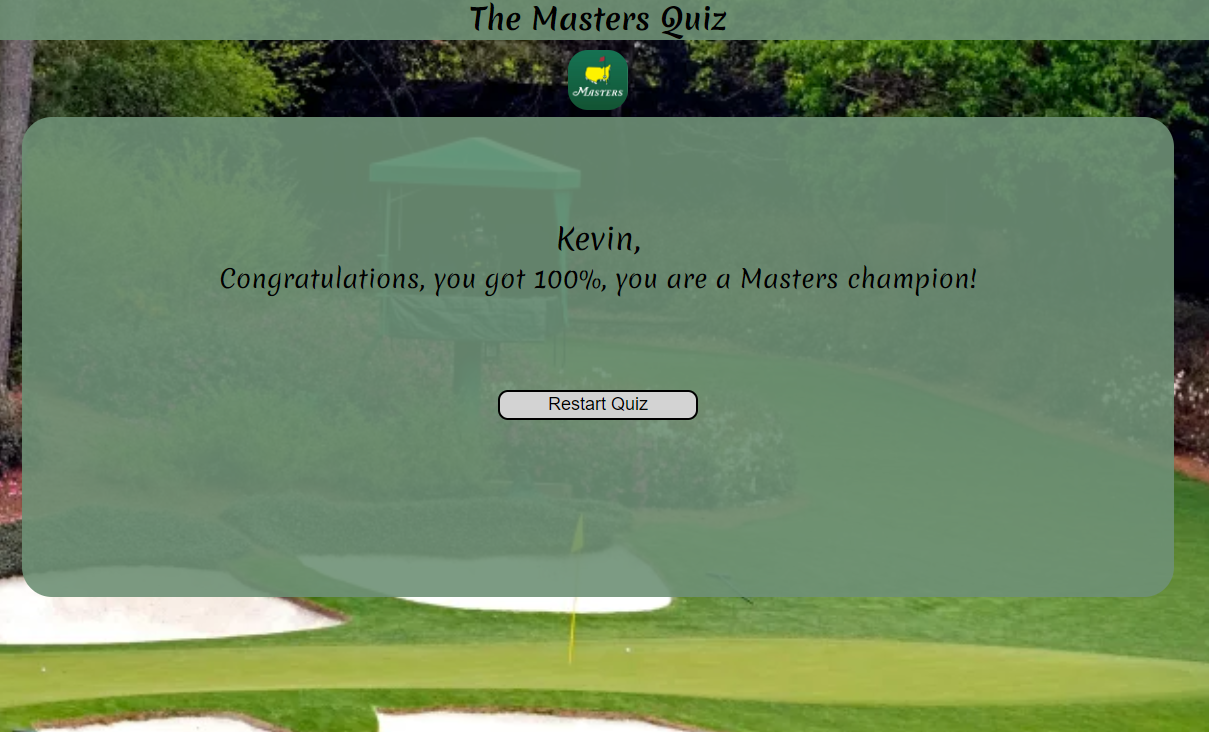 The Masters Quiz
Masters
Kevin,
Congratulations, you got 100%, you are a Masters champion!
Restart Quiz